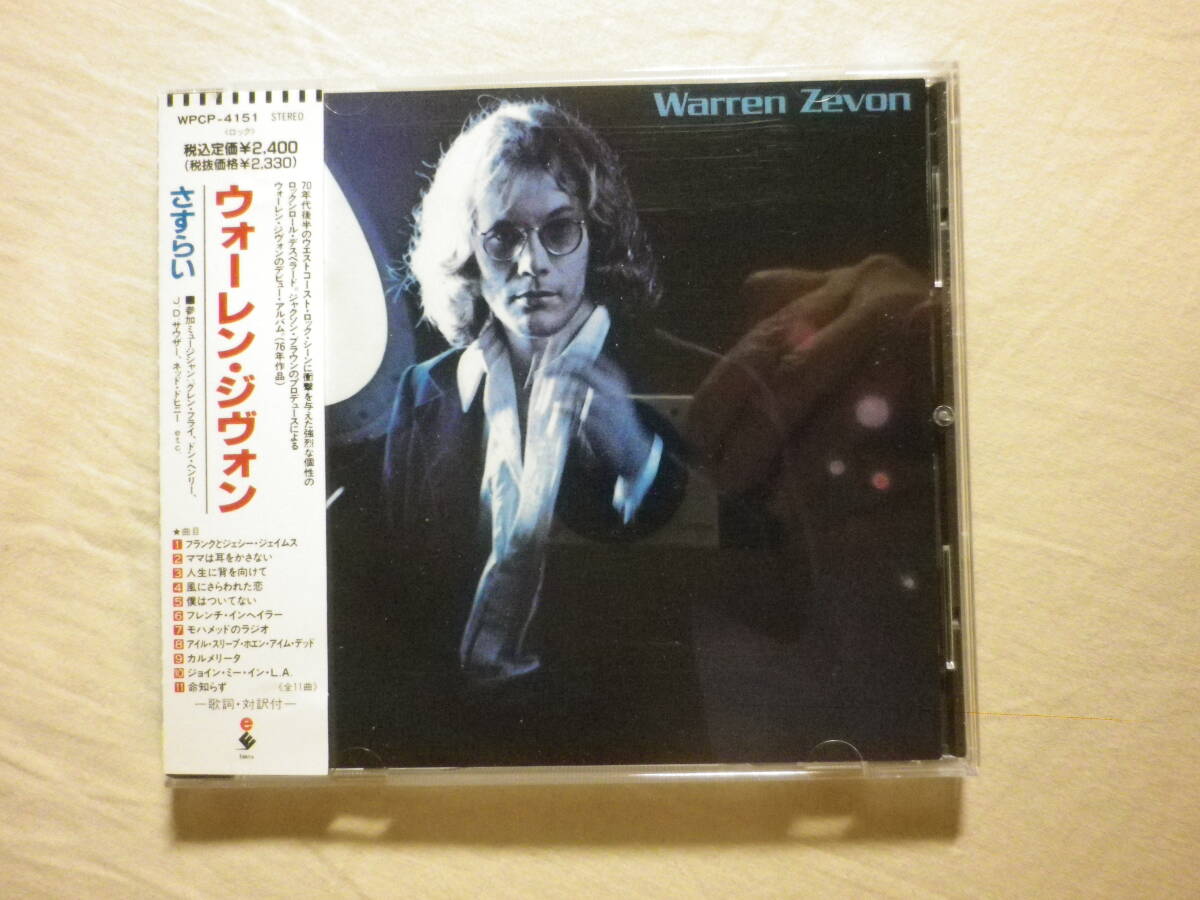 WPCP-4151 STEREO
〈ロック〉
税込定価¥2,400
(税抜価格¥2,330)
70年代後半のウエストコースト・ロック・シーンに衝撃を与えた強烈な個性の
ロックンロール・デスペラード。ジャクソン・ブラウンのプロデュースによる
ウォーレン・ジヴォンのデビュー・アルバム。(76年作品)
ウォーレン・ジヴォン
さすらい
■参加ミュージシャン:グレン・フライ、ドン・ヘンリー、
J.D.サウザー、ネッド・ドヒニー etc.
★曲目
1 フランクとジェシー・ジェイムス
2 ママは耳をかさない
3 人生に背を向けて
4 風にさらわれた恋
5 僕はついてない
6 フレンチ・インヘイラー
7 モハメッドのラジオ
8 アイル・スリープ・ホエン・アイム・デッド
9 カルメリータ
10 ジョイン・ミー・イン・L.A.
11 命知らず 〈全11曲〉
—歌詞・対訳付—
Warren Zevon